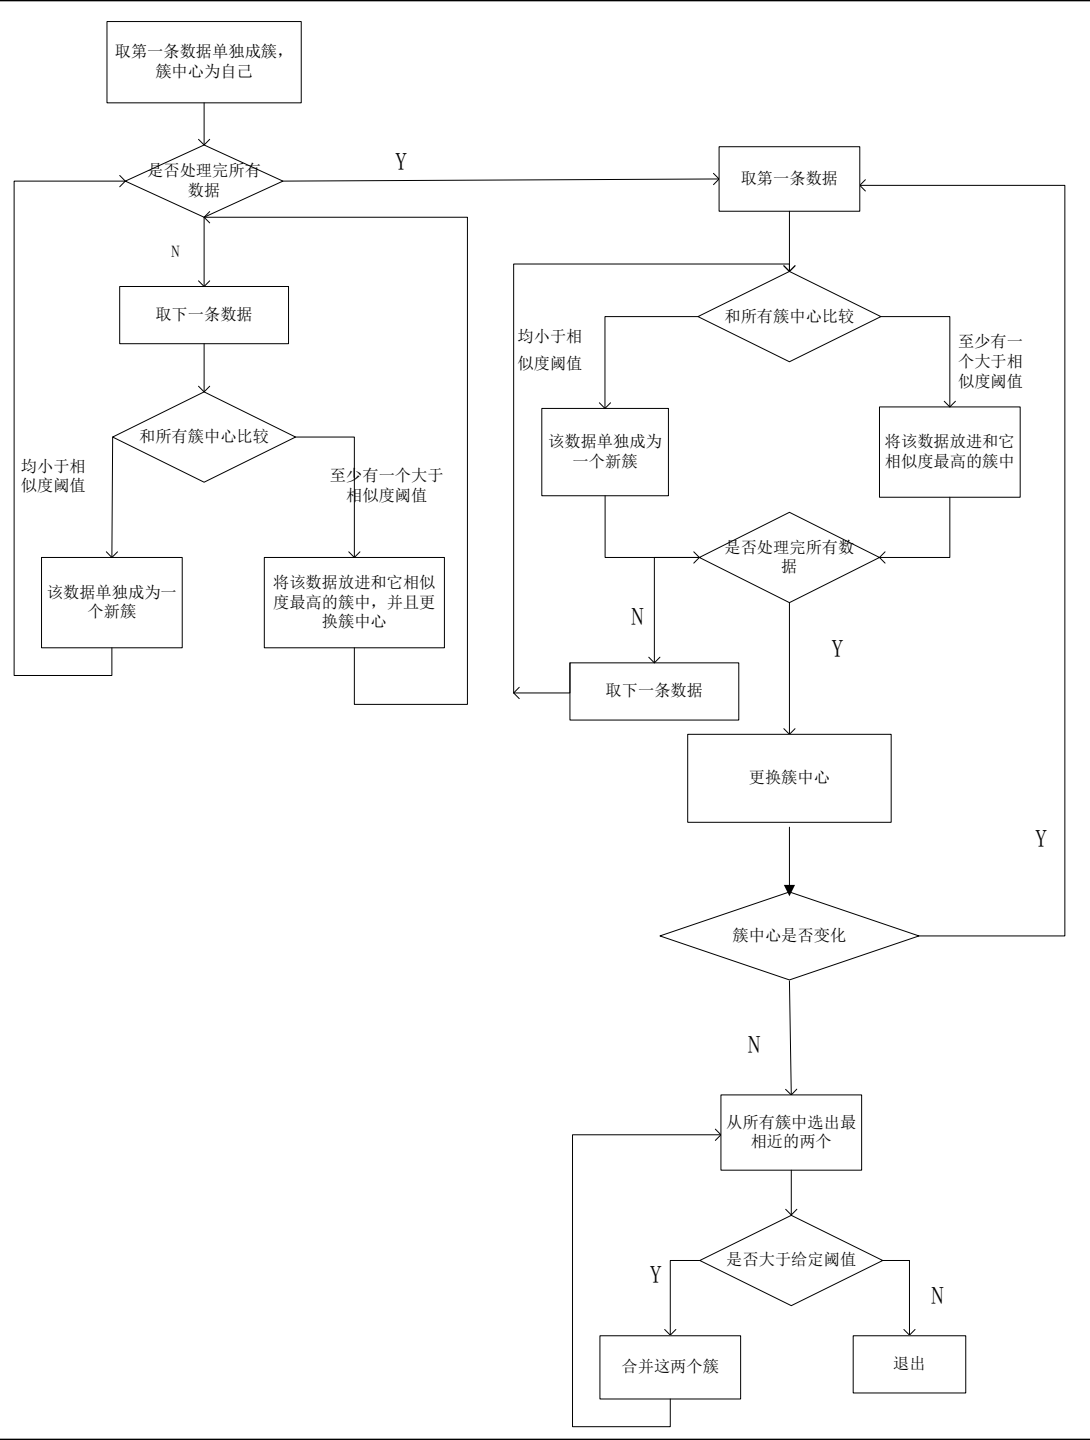 取第一条数据单独成簇，
簇中心为自己
是否处理完所有
数据
Y
N
取下一条数据
和所有簇中心比较
均小于相
似度阈值
至少有一个大于
相似度阈值
该数据单独成为一
个新簇
将该数据放进和它相似
度最高的簇中，并且更
换簇中心
取第一条数据
和所有簇中心比较
均小于相
似度阈值
至少有一
个大于相
似度阈值
该数据单独成为
一个新簇
将该数据放进和它
相似度最高的簇中
是否处理完所有数
据
N
Y
取下一条数据
更换簇中心
Y
簇中心是否变化
N
从所有簇中选出最
相近的两个
是否大于给定阈值
Y
N
合并这两个簇
退出